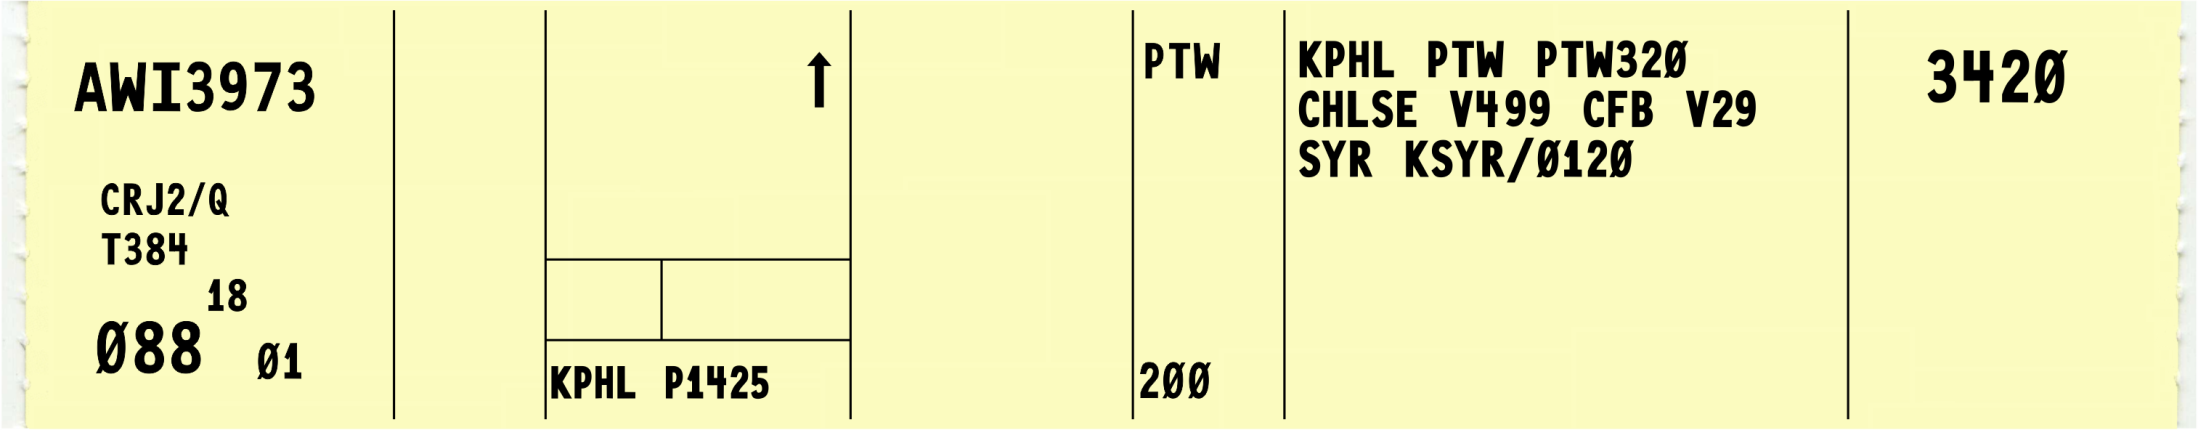 AWI3973
CRJ2/Q
T384
18
Ø88
Ø1
↑
KPHL P1425
PTW
2ØØ
KPHL PTW PTW32Ø
CHLSE V499 CFB V29
SYR KSYR/Ø12Ø
342Ø